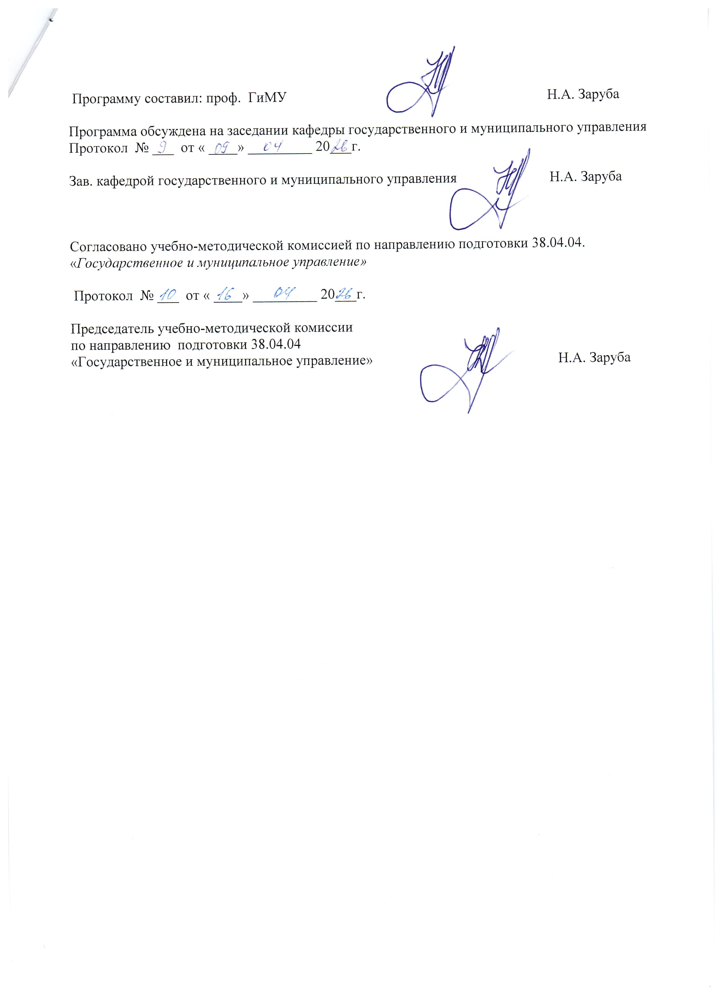 Программу составил: проф. ГиМУ Н.А. Заруба
Программа обсуждена на заседании кафедры государственного и муниципального управления
Протокол № 9 от « 09 » 04 2026г.
Зав. кафедрой государственного и муниципального управления Н.А. Заруба
Согласовано учебно-методической комиссией по направлению подготовки 38.04.04.
«Государственное и муниципальное управление»
Протокол № 10 от « 16 » 04 2026г.
Председатель учебно-методической комиссии
по направлению подготовки 38.04.04
«Государственное и муниципальное управление» Н.А. Заруба